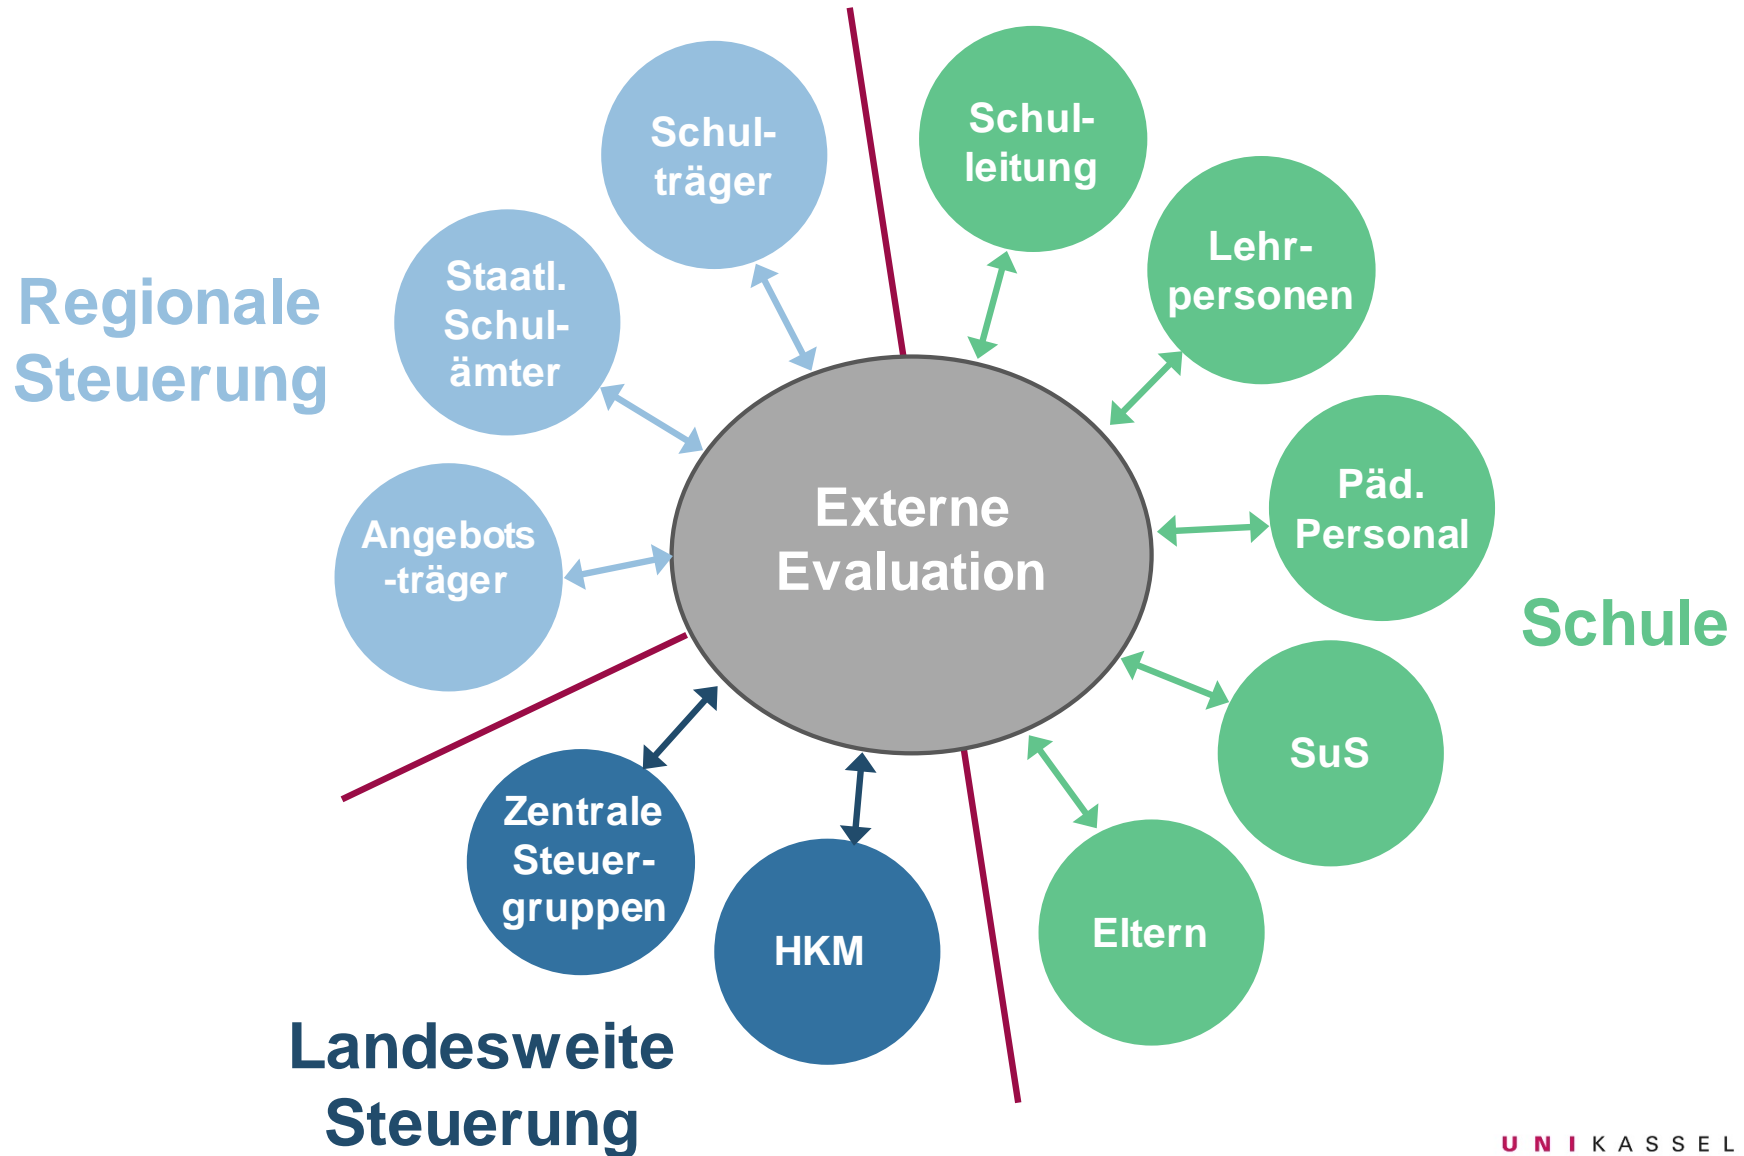 Schul-
träger
Schul-
leitung
Lehr-
personen
Staatl.
Schul-
ämter
Regionale
Steuerung
Externe
Evaluation
Päd.
Personal
Angebots
-träger
Schule
SuS
Zentrale
Steuer-
gruppen
HKM
Eltern
Landesweite
Steuerung
UNIKASSEL